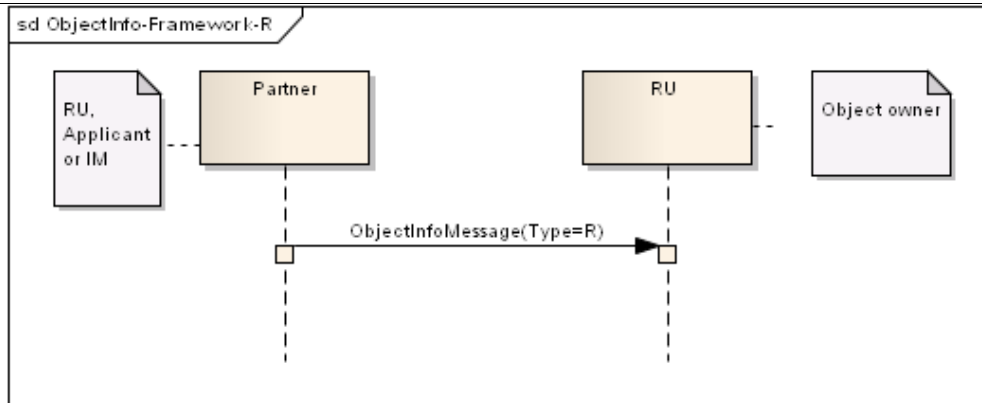 sd ObjectInfo-Framework-R
RU,
Applicant
or IM
Partner
RU
Object owner
ObjectInfoMessage(Type=R)